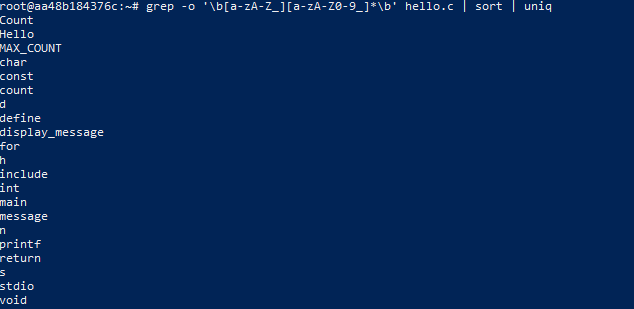 root@aa48b184376c:~# grep -o '\b[a-zA-Z_][a-zA-Z0-9_]*\b' hello.c | sort | uniq
Count
Hello
MAX_COUNT
char
const
count
d
define
display_message
for
h
include
int
main
message
n
printf
return
s
stdio
void